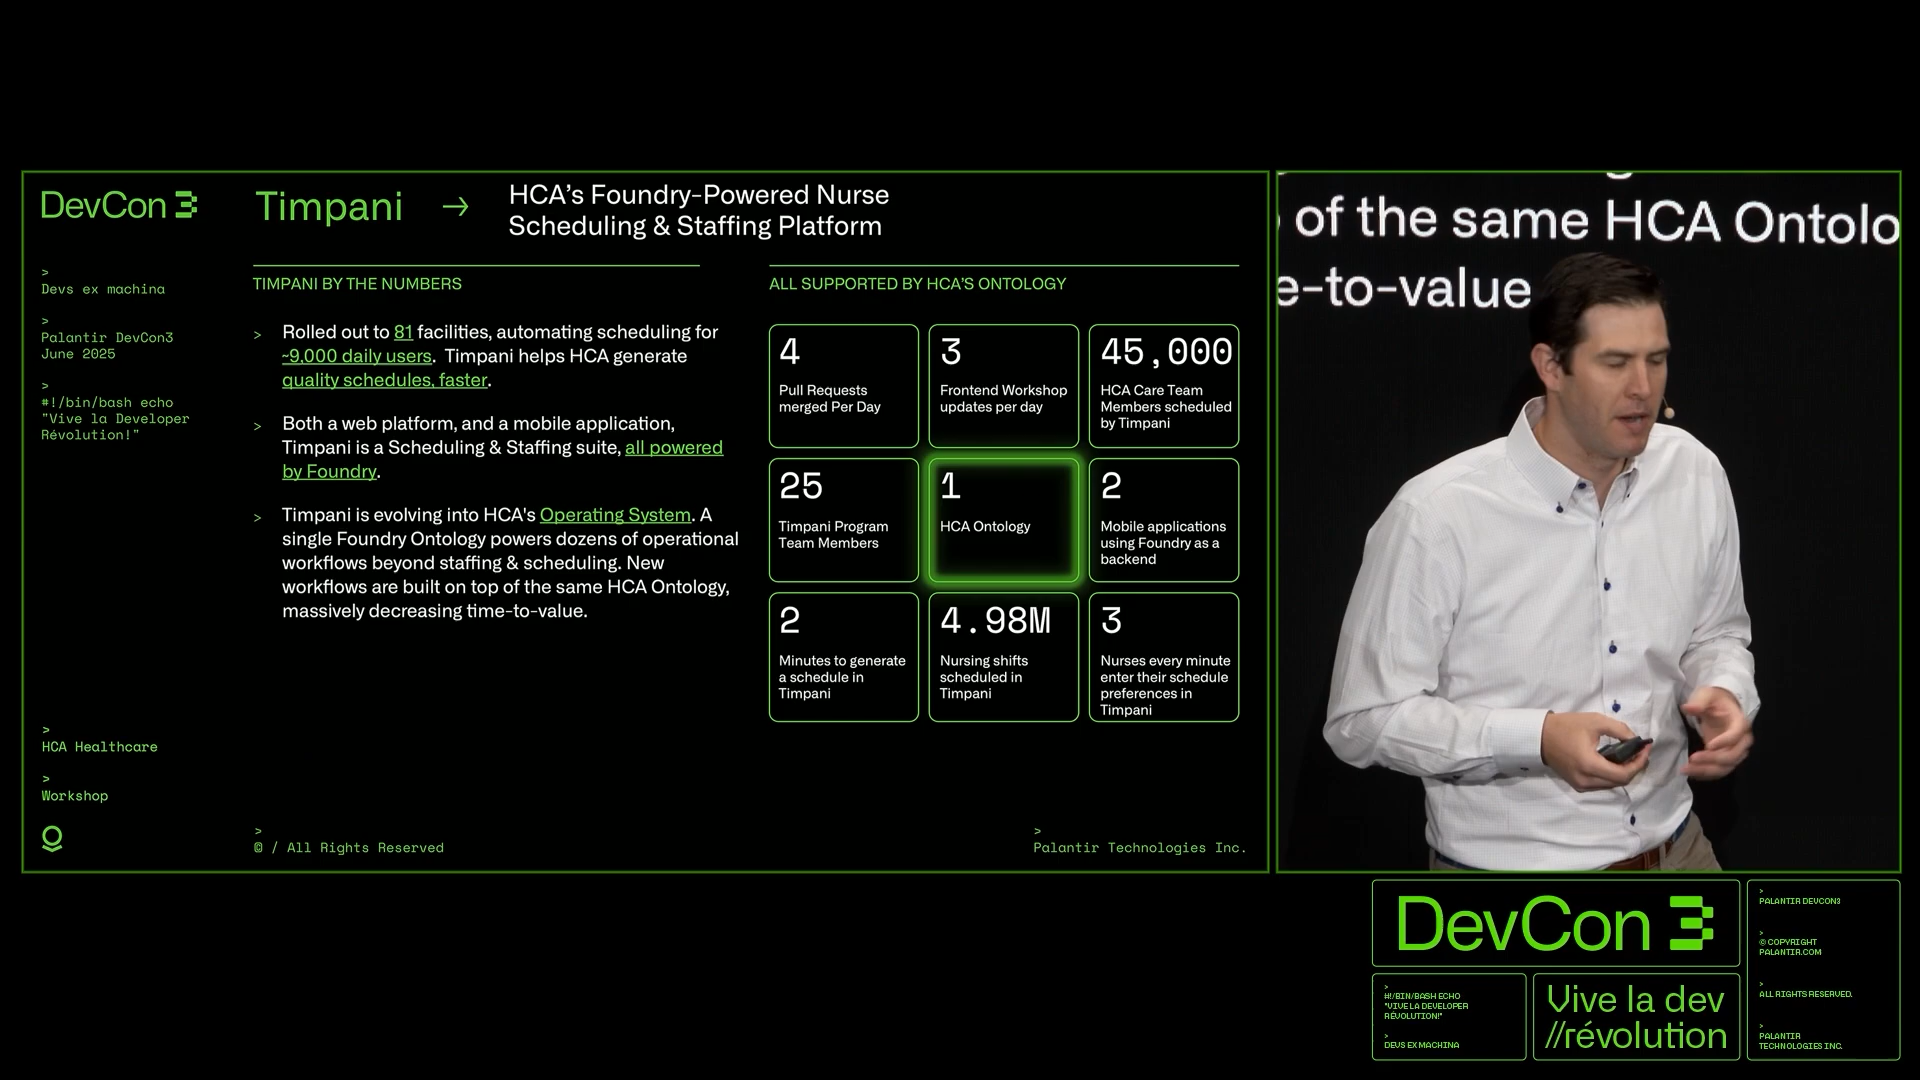 DevCon 3
Timpani → HCA’s Foundry-Powered Nurse
Scheduling & Staffing Platform
>
Devs ex machina
>
Palantir DevCon3
June 2025
>
#!/bin/bash echo
"Vive la Developer
Révolution!"
>
HCA Healthcare
>
Workshop
TIMPANI BY THE NUMBERS
> Rolled out to 81 facilities, automating scheduling for
~9,000 daily users. Timpani helps HCA generate
quality schedules, faster.
> Both a web platform, and a mobile application,
Timpani is a Scheduling & Staffing suite, all powered
by Foundry.
> Timpani is evolving into HCA's Operating System. A
single Foundry Ontology powers dozens of operational
workflows beyond staffing & scheduling. New
workflows are built on top of the same HCA Ontology,
massively decreasing time-to-value.
ALL SUPPORTED BY HCA’S ONTOLOGY
4
Pull Requests
merged Per Day
3
Frontend Workshop
updates per day
45,000
HCA Care Team
Members scheduled
by Timpani
25
Timpani Program
Team Members
1
HCA Ontology
2
Mobile applications
using Foundry as a
backend
2
Minutes to generate
a schedule in
Timpani
4.98M
Nursing shifts
scheduled in
Timpani
3
Nurses every minute
enter their schedule
preferences in
Timpani
>
© / All Rights Reserved
>
Palantir Technologies Inc.
of the same HCA Ontolo
e-to-value
DevCon 3
>
#!/BIN/BASH ECHO
"VIVE LA DEVELOPER
RÉVOLUTION!"
>
DEVS EX MACHINA
Vive la dev
//révolution
>
PALANTIR DEVCON3
>
© COPYRIGHT
PALANTIR.COM
>
ALL RIGHTS RESERVED.
>
PALANTIR
TECHNOLOGIES INC.